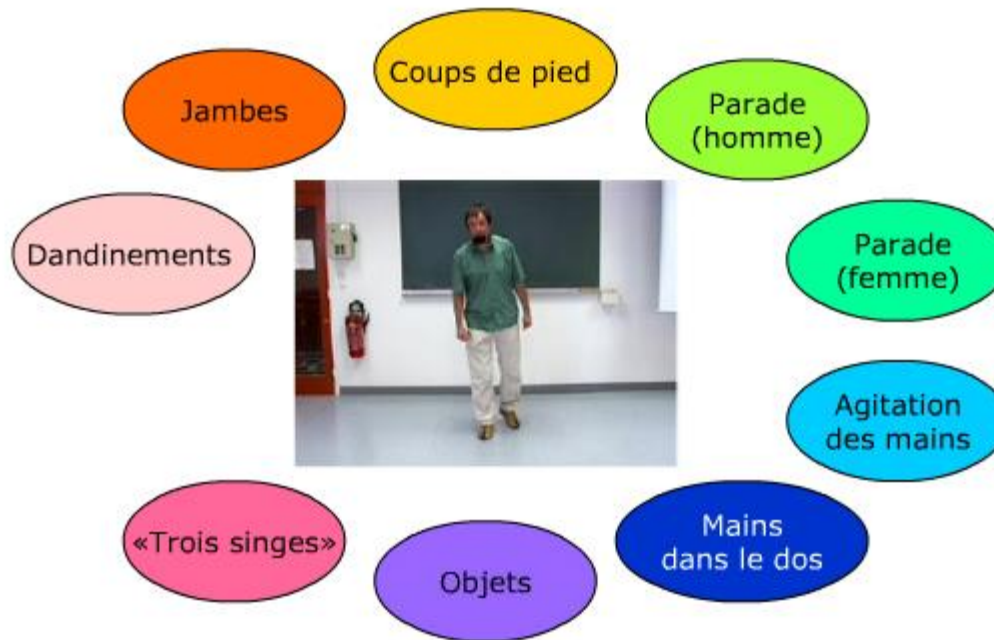 Coups de pied
Jambes
Parade
(homme)
Dandinements
Parade
(femme)
Agitation
des mains
Mains
dans le dos
«Trois singes»
Objets